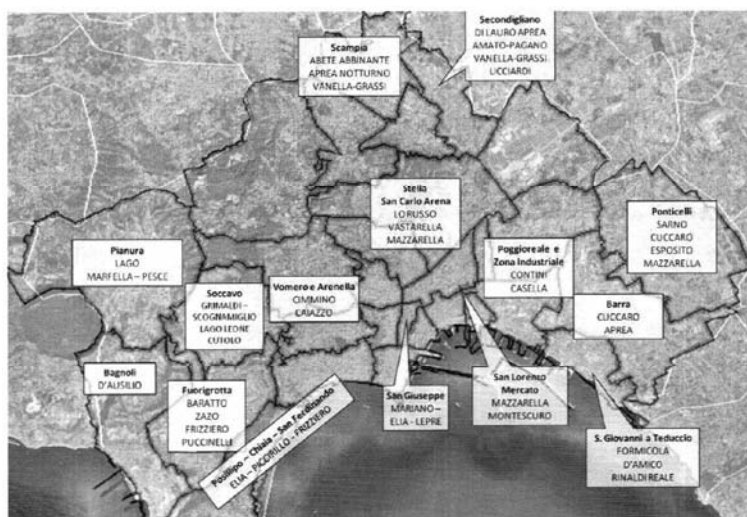 Secondigliano
DI LAURO APREA
AMATO-PAGANO
VANELLA-GRASSI
LICCIARDI
Scampia
ABETE ABBINANTE
APREA NOTTURNO
VANELLA-GRASSI
Stella
San Carlo Arena
LO RUSSO
VASTARELLA
MAZZARELLA
Ponticelli
SARNO
CUCCARO
ESPOSITO
MAZZARELLA
Pianura
LAGO
MARFELLA – PESCE
Poggioreale e
Zona Industriale
CONTINI
CASELLA
Soccavo
GRIMALDI –
SCOGNAMIGLIO
LAGO LEONE
CUTOLO
Vomero e Arenella
CIMMINO
CAIAZZO
Barra
CUCCARO
APREA
Bagnoli
D'AUSILIO
Fuorigrotta
BARATTO
ZAZO
FRIZZIERO
PUCCINELLI
Posillipo – Chiaia – San Ferdinando
ELIA – PICCIRILLO – FRIZZIERO
San Giuseppe
MARIANO –
ELIA - LEPRE
San Lorenzo
Mercato
MAZZARELLA
MONTESCURO
S. Giovanni a Teduccio
FORMICOLA
D'AMICO
RINALDI REALE